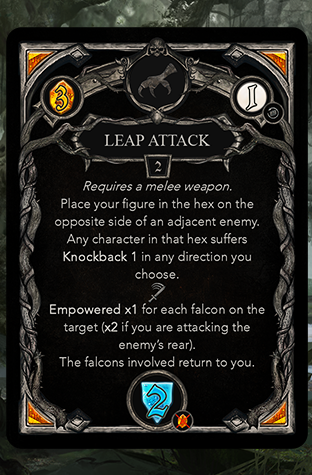 3
1
LEAP ATTACK
2
Requires a melee weapon.
Place your figure in the hex on the
opposite side of an adjacent enemy.
Any character in that hex suffers
Knockback 1 in any direction you
choose.
Empowered x1 for each falcon on the
target (x2 if you are attacking the
enemy's rear).
The falcons involved return to you.
2